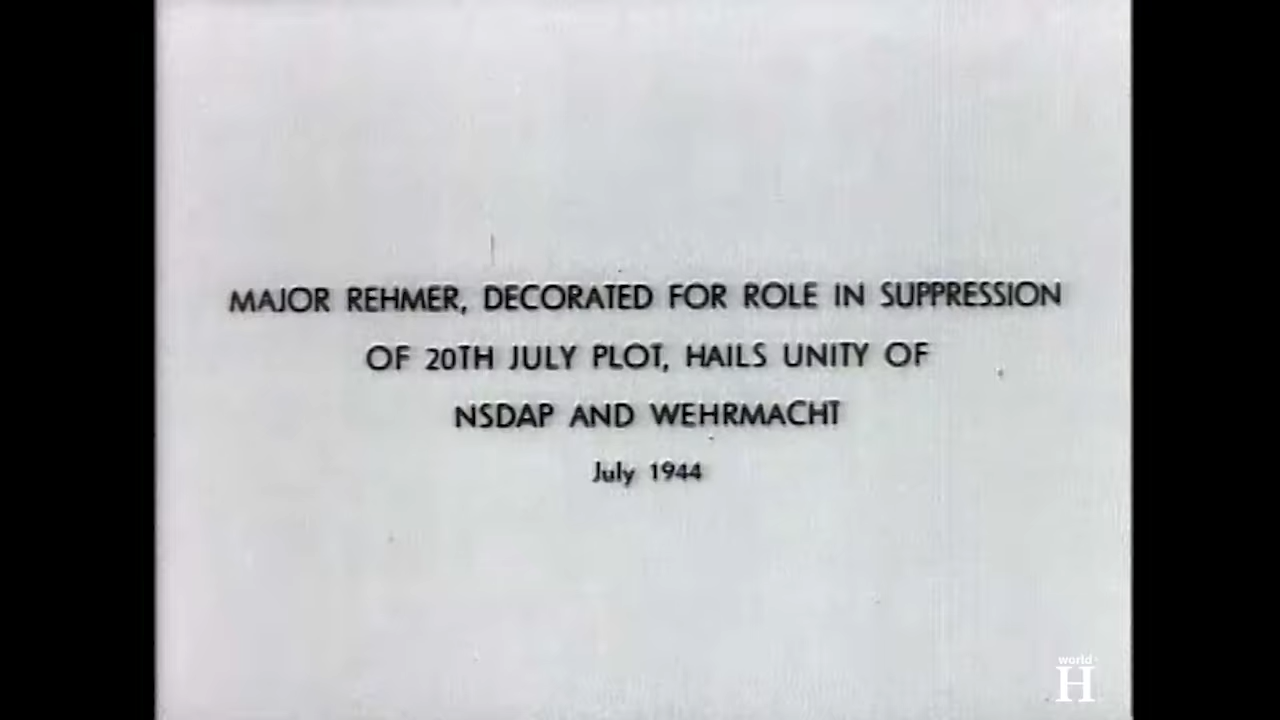 MAJOR REHMER, DECORATED FOR ROLE IN SUPPRESSION
OF 20TH JULY PLOT, HAILS UNITY OF
NSDAP AND WEHRMACHT
July 1944
world
H